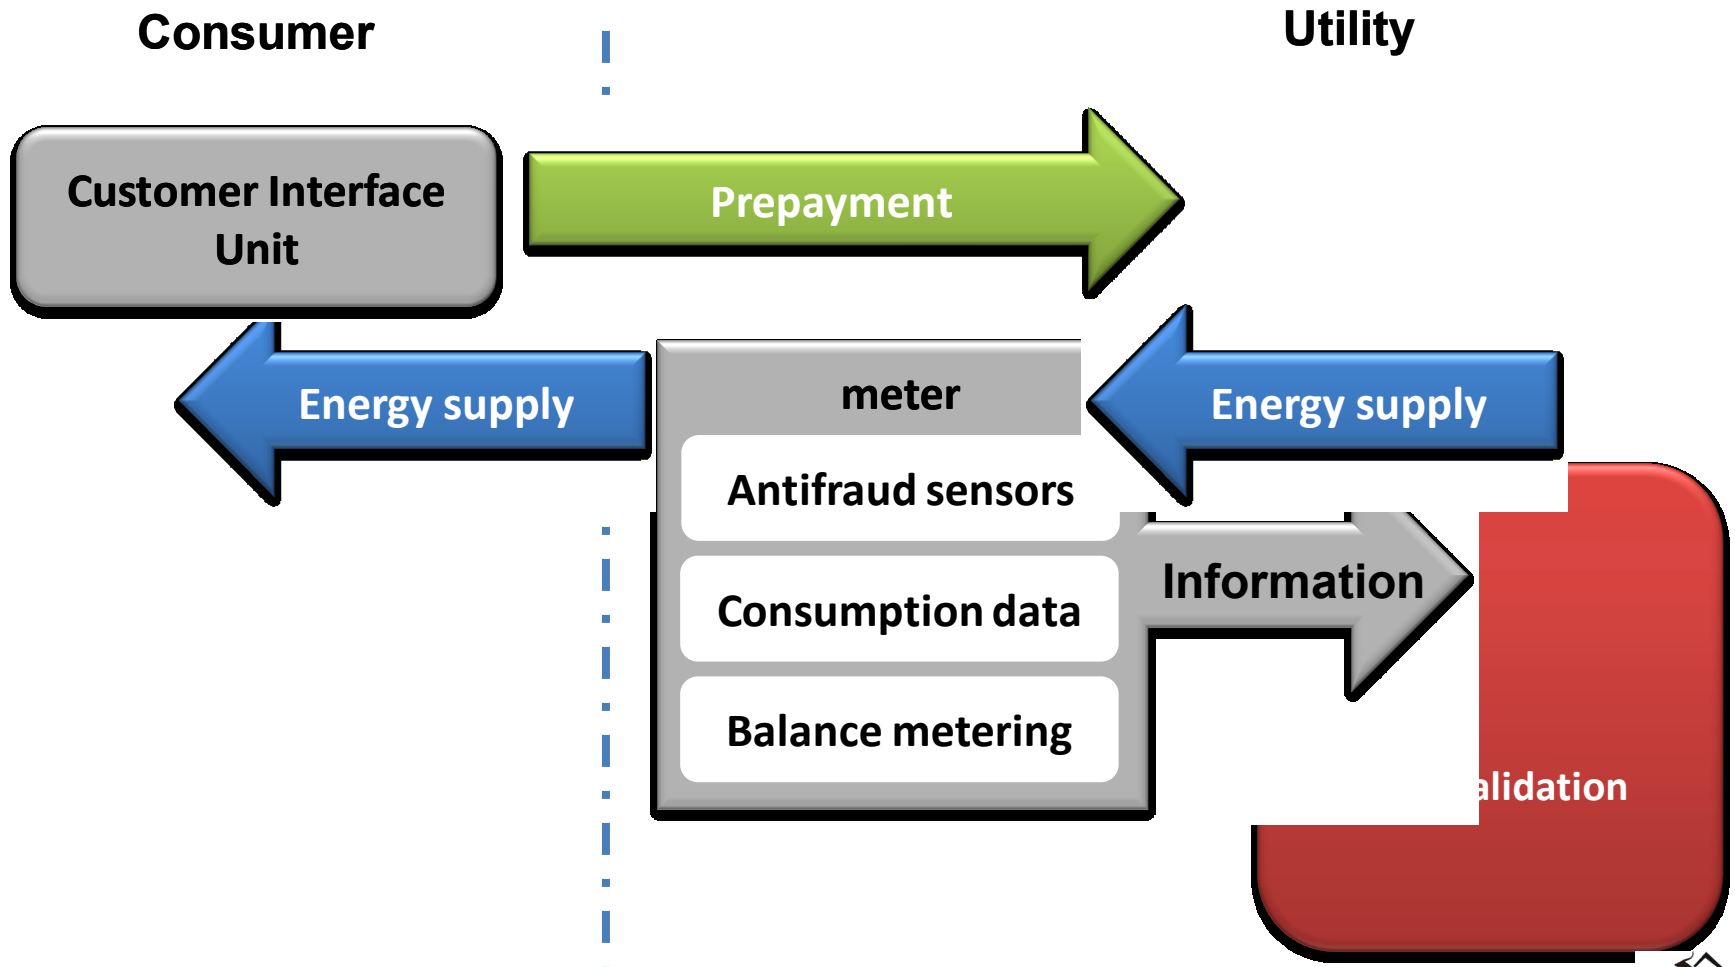 Consumer
Utility
Customer Interface
Unit
Prepayment
Energy supply
meter
Energy supply
Antifraud sensors
Information
Consumption data
Balance metering
alidation